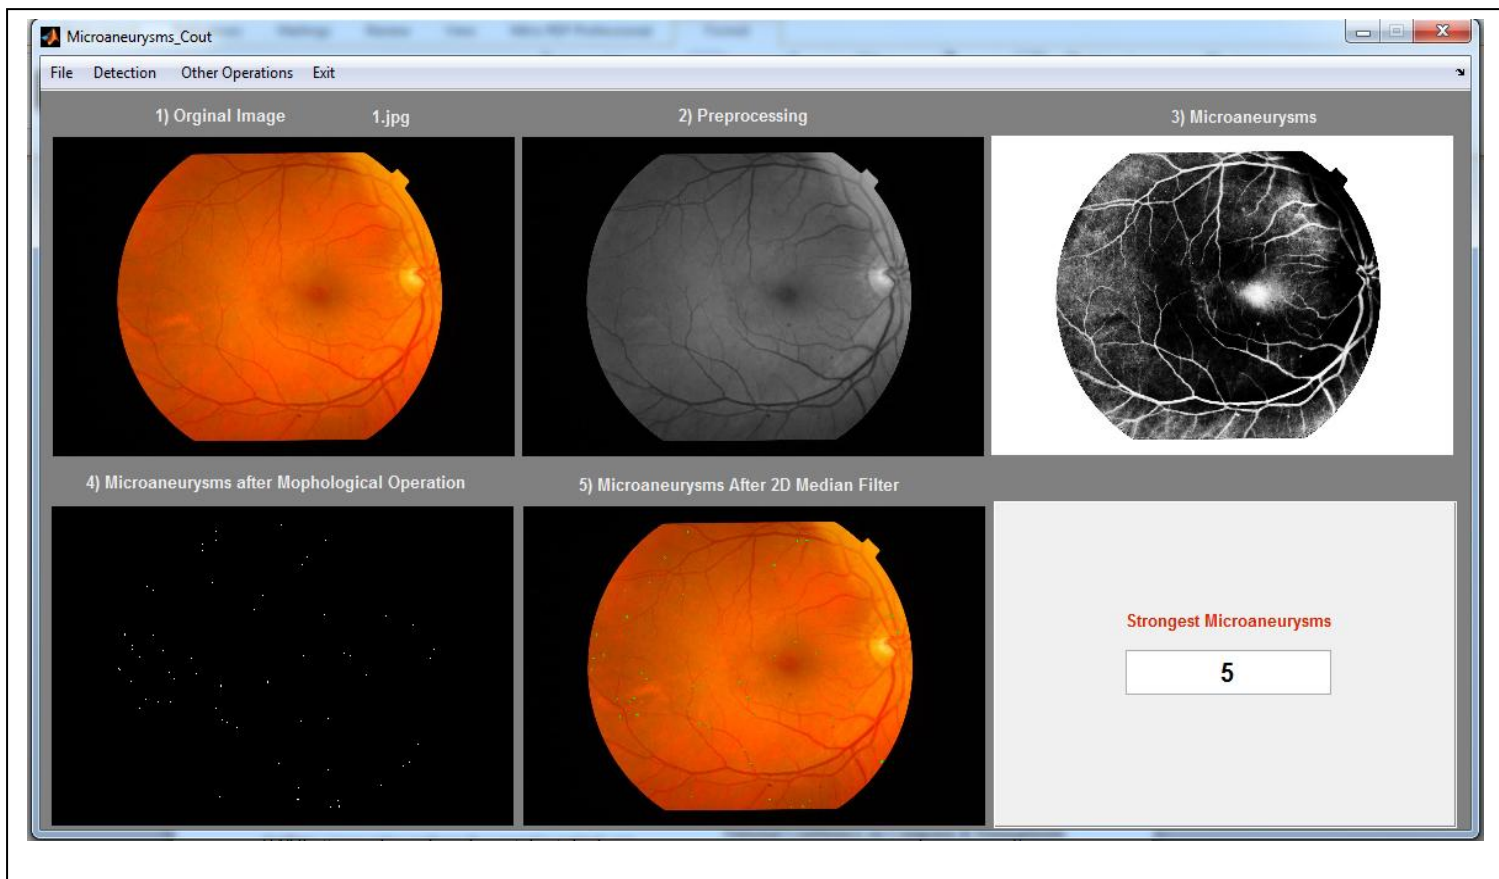 Microaneurysms_Cout
File Detection Other Operations Exit
1) Orginal Image 1.jpg
2) Preprocessing
3) Microaneurysms
4) Microaneurysms after Mophological Operation
5) Microaneurysms After 2D Median Filter
Strongest Microaneurysms
5